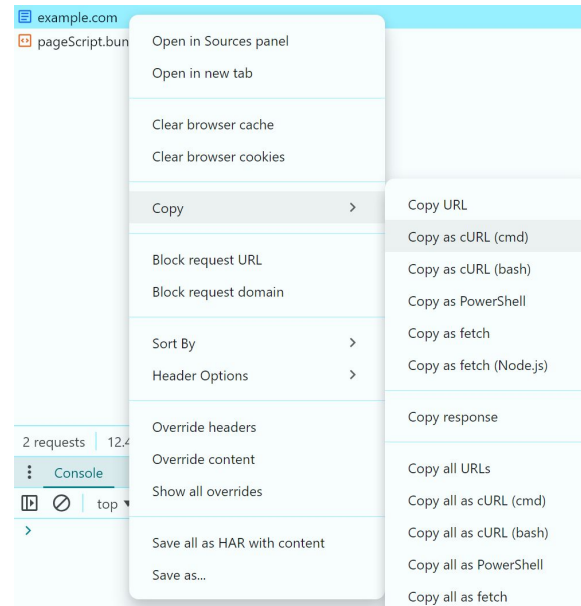 example.com
pageScript.bun
Open in Sources panel
Open in new tab
Clear browser cache
Clear browser cookies
Copy
Block request URL
Block request domain
Sort By
Header Options
Override headers
Override content
Show all overrides
Save all as HAR with content
Save as...
Copy URL
Copy as cURL (cmd)
Copy as cURL (bash)
Copy as PowerShell
Copy as fetch
Copy as fetch (Node.js)
Copy response
Copy all URLs
Copy all as cURL (cmd)
Copy all as cURL (bash)
Copy all as PowerShell
Copy all as fetch
2 requests 12.4
Console
top